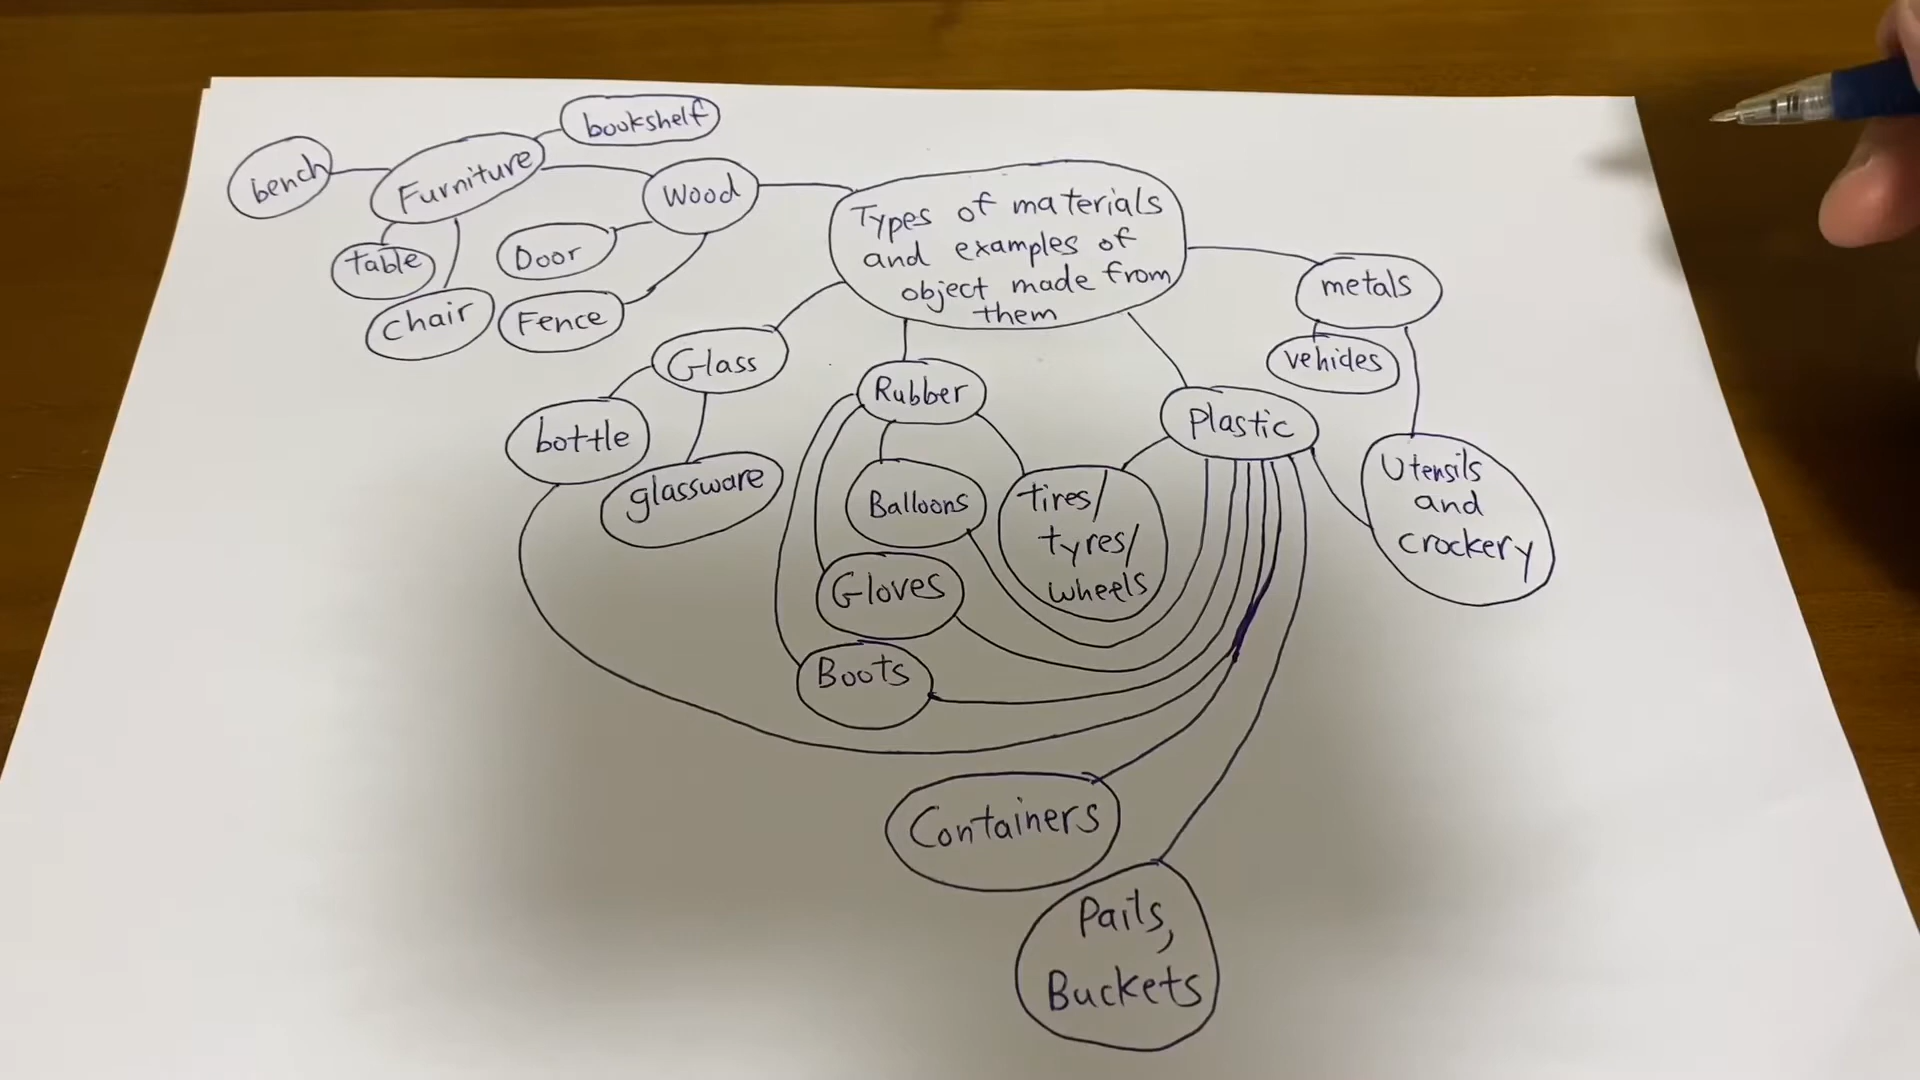 bookshelf
bench
Furniture
Wood
table
Door
chair
Fence
Types of materials
and examples of
object made from
them
metals
vehicles
Glass
Rubber
Plastic
bottle
glassware
Balloons
tires/
tyres/
wheels
Utensils
and
crockery
Gloves
Boots
Containers
Pails,
Buckets